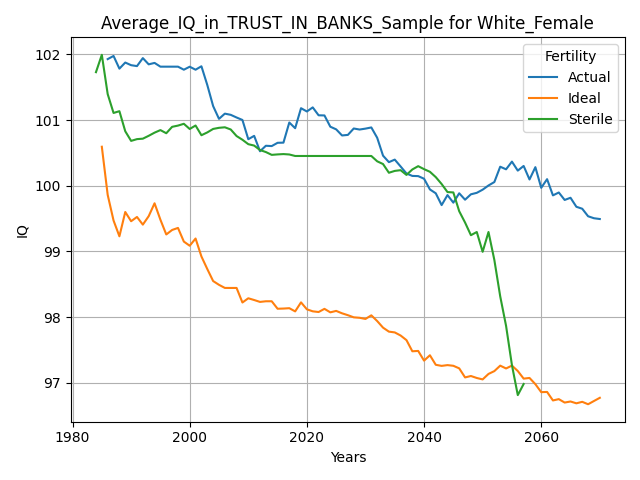 Average_IQ_in_TRUST_IN_BANKS_Sample for White_Female
Fertility
Actual
Ideal
Sterile
IQ
102
101
100
99
98
97
1980
2000
2020
2040
2060
Years